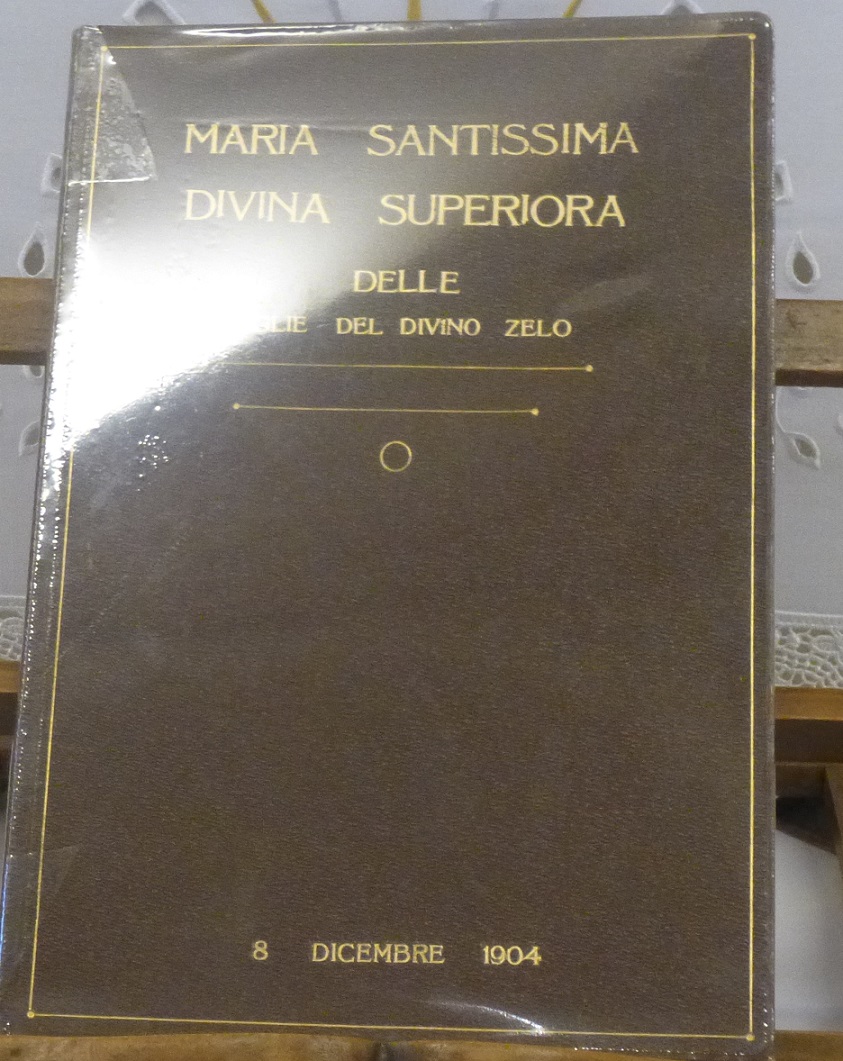 MARIA SANTISSIMA
DIVINA SUPERIORA
DELLE
DEL DIVINO ZELO
8 DICEMBRE 1904